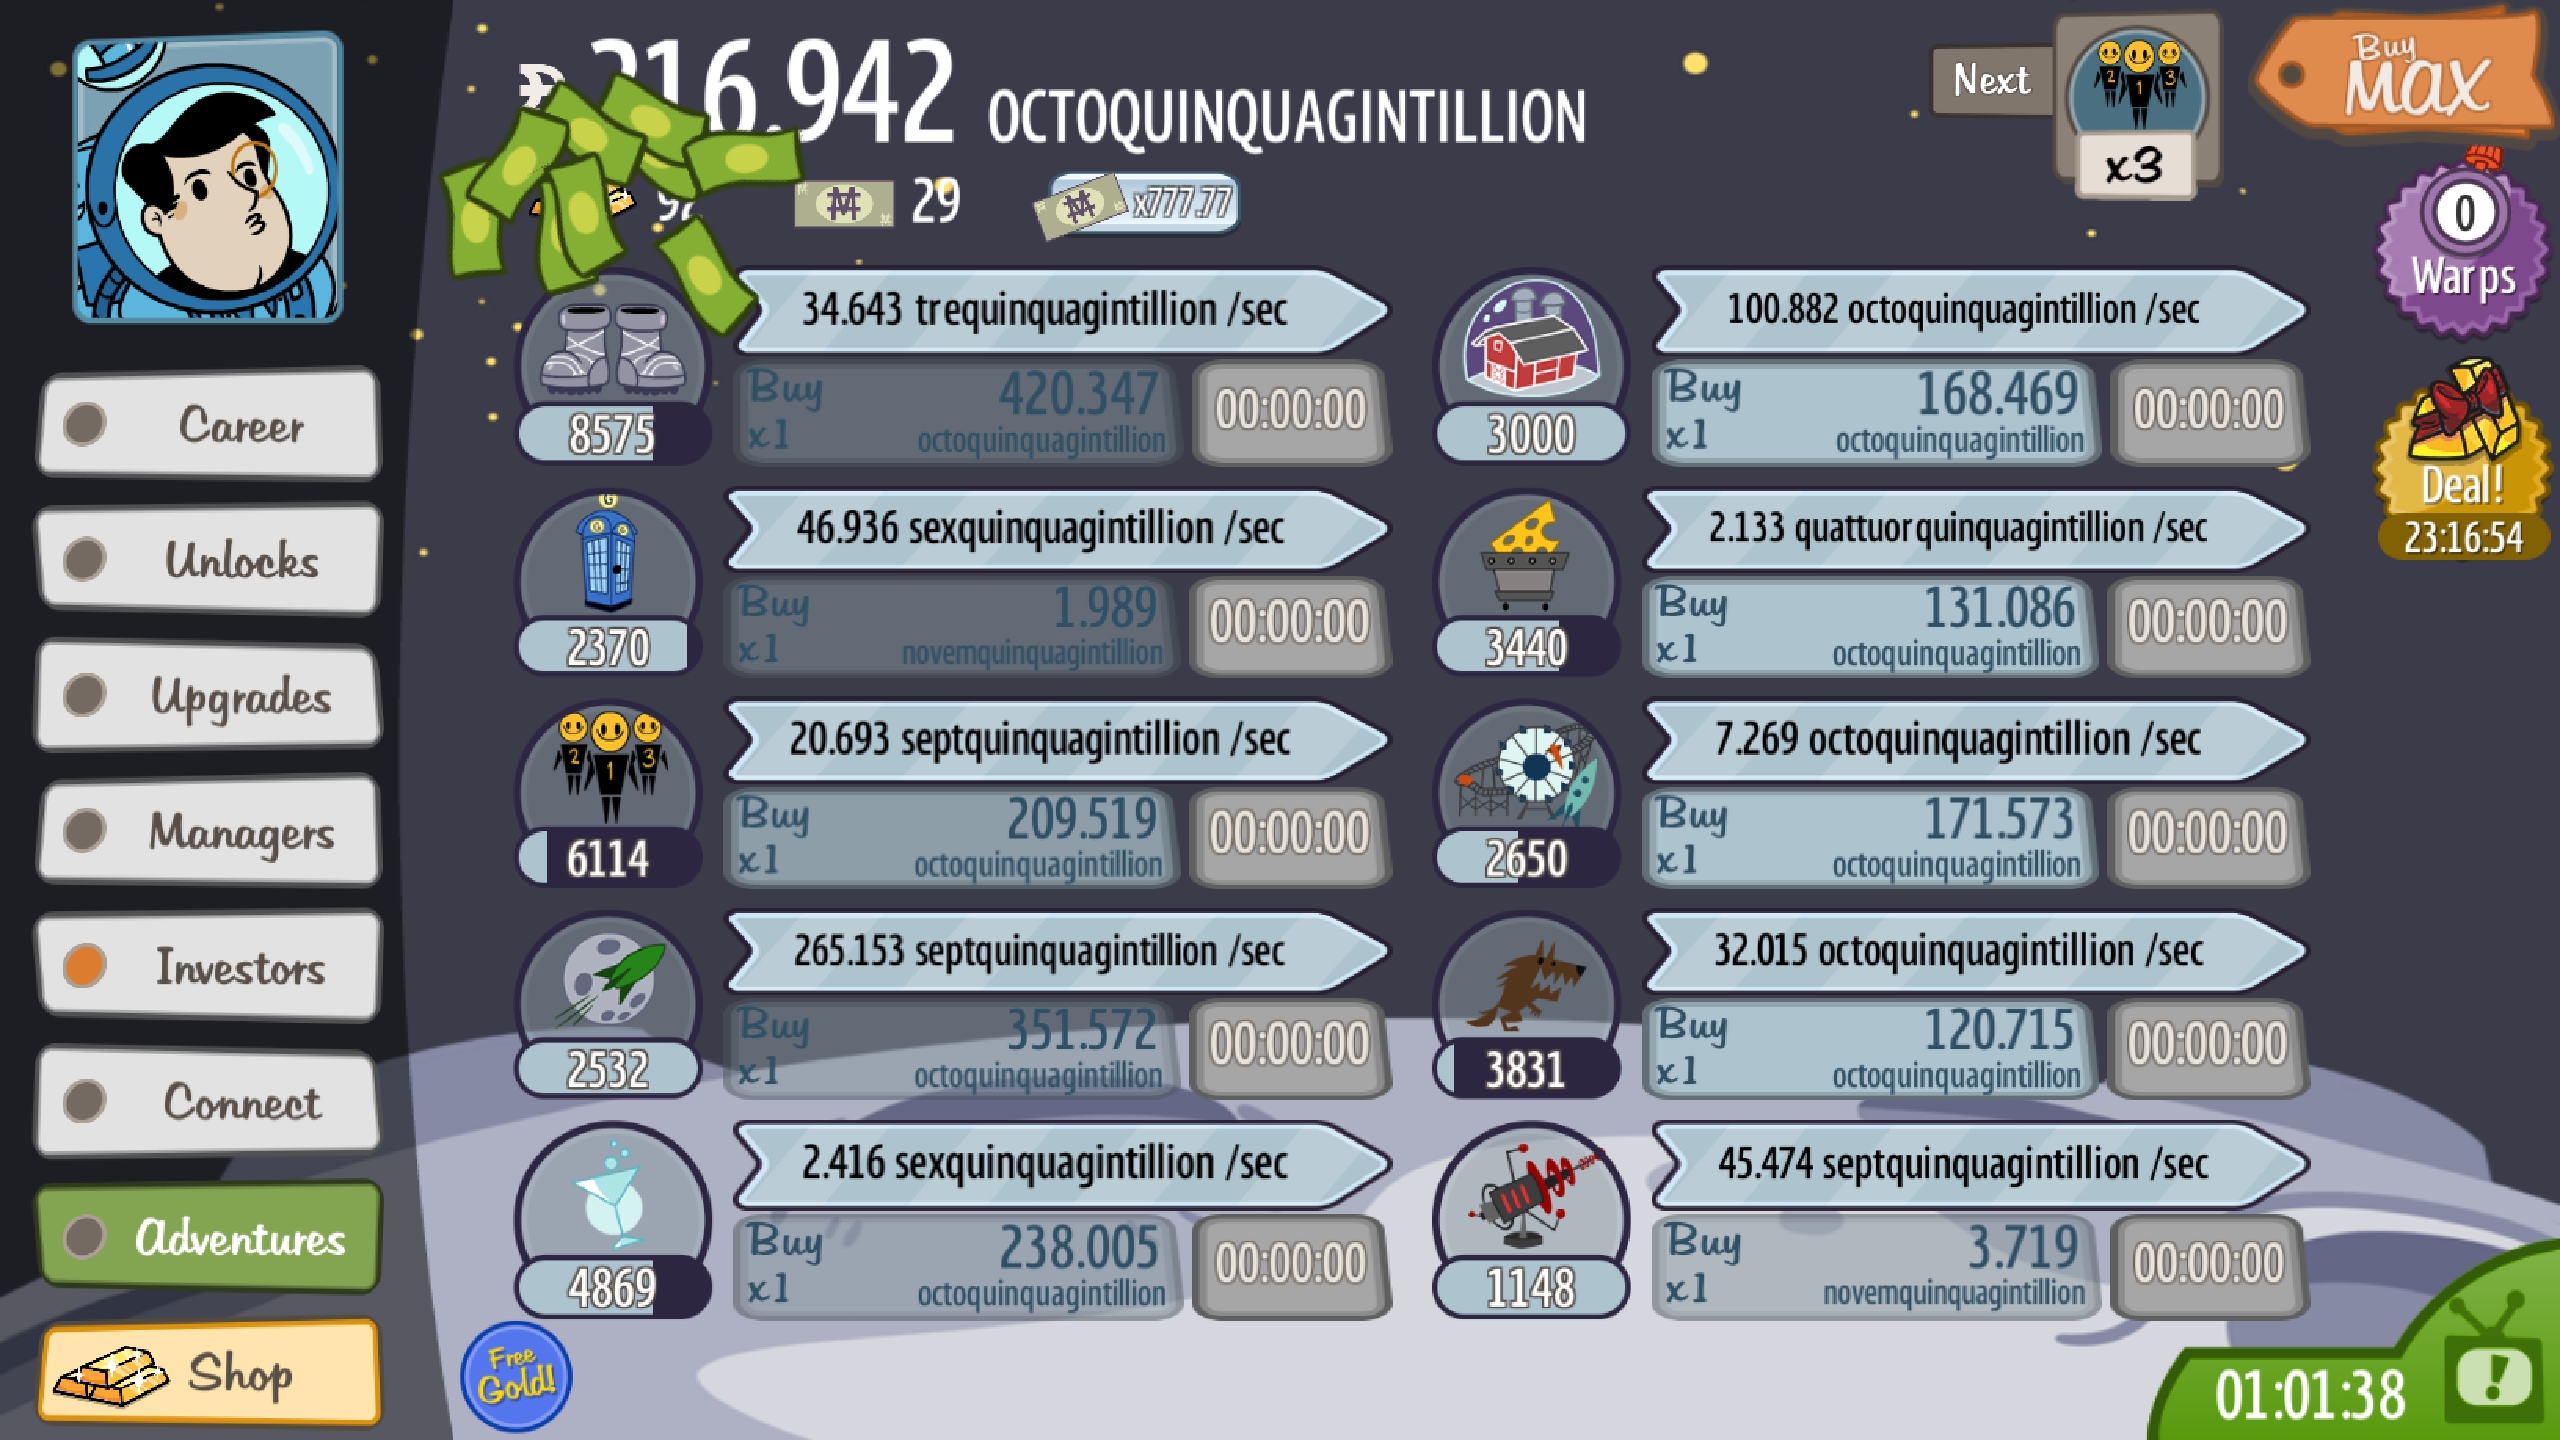 16.942 OCTOQUINQUAGINTILLION
29
x777.77
Next
x3
Buy
MAX
0
Warps
Deal!
23:16:54
Career
Unlocks
Upgrades
Managers
Investors
Connect
Adventures
Shop
34.643 trequinquagintillion /sec
8575
Buy
x1
420.347
octoquinquagintillion
00:00:00
100.882 octoquinquagintillion /sec
3000
Buy
x1
168.469
octoquinquagintillion
00:00:00
46.936 sexquinquagintillion /sec
2370
Buy
x1
1.989
novemquinquagintillion
00:00:00
2.133 quattuorquinquagintillion /sec
3440
Buy
x1
131.086
octoquinquagintillion
00:00:00
20.693 septquinquagintillion /sec
2 1 3
6114
Buy
x1
209.519
octoquinquagintillion
00:00:00
7.269 octoquinquagintillion /sec
2650
Buy
x1
171.573
octoquinquagintillion
00:00:00
265.153 septquinquagintillion /sec
2532
Buy
x1
351.572
octoquinquagintillion
00:00:00
32.015 octoquinquagintillion /sec
3831
Buy
x1
120.715
octoquinquagintillion
00:00:00
2.416 sexquinquagintillion /sec
4869
Buy
x1
238.005
octoquinquagintillion
00:00:00
45.474 septquinquagintillion /sec
1148
Buy
x1
3.719
novemquinquagintillion
00:00:00
Free
Gold!
01:01:38